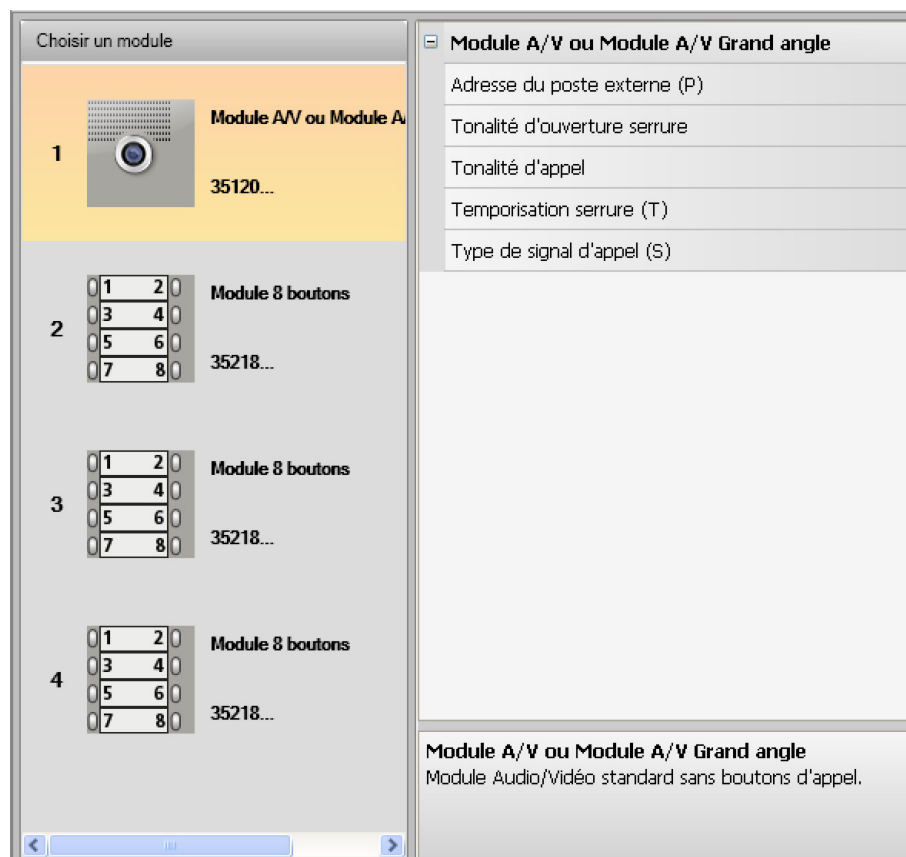 Choisir un module
1
Module A/V ou Module A/
35120...
2
1 2
3 4
5 6
7 8
Module 8 boutons
35218...
3
1 2
3 4
5 6
7 8
Module 8 boutons
35218...
4
1 2
3 4
5 6
7 8
Module 8 boutons
35218...
Module A/V ou Module A/V Grand angle
Adresse du poste externe (P)
Tonalité d'ouverture serrure
Tonalité d'appel
Temporisation serrure (T)
Type de signal d'appel (S)
Module A/V ou Module A/V Grand angle
Module Audio/Vidéo standard sans boutons d'appel.